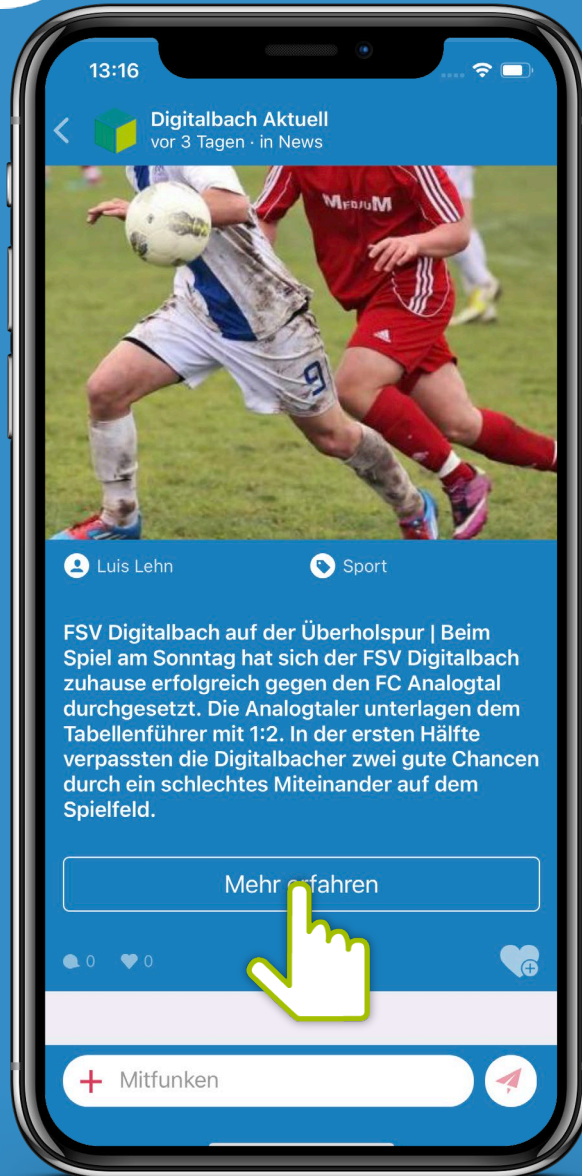 13:16
Digitalbach Aktuell
vor 3 Tagen · in News
MEDIUM
9
Luis Lehn
Sport
FSV Digitalbach auf der Überholspur | Beim
Spiel am Sonntag hat sich der FSV Digitalbach
zuhause erfolgreich gegen den FC Analogtal
durchgesetzt. Die Analogtaler unterlagen dem
Tabellenführer mit 1:2. In der ersten Hälfte
verpassten die Digitalbacher zwei gute Chancen
durch ein schlechtes Miteinander auf dem
Spielfeld.
Mehr erfahren
0
0
Mitfunken